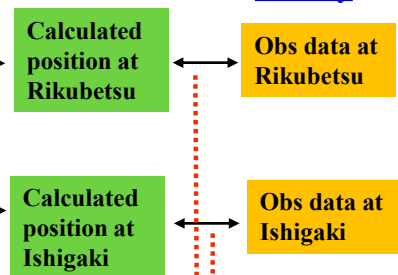 Calculated
position at
Rikubetsu
Obs data at
Rikubetsu
Calculated
position at
Ishigaki
Obs data at
Ishigaki